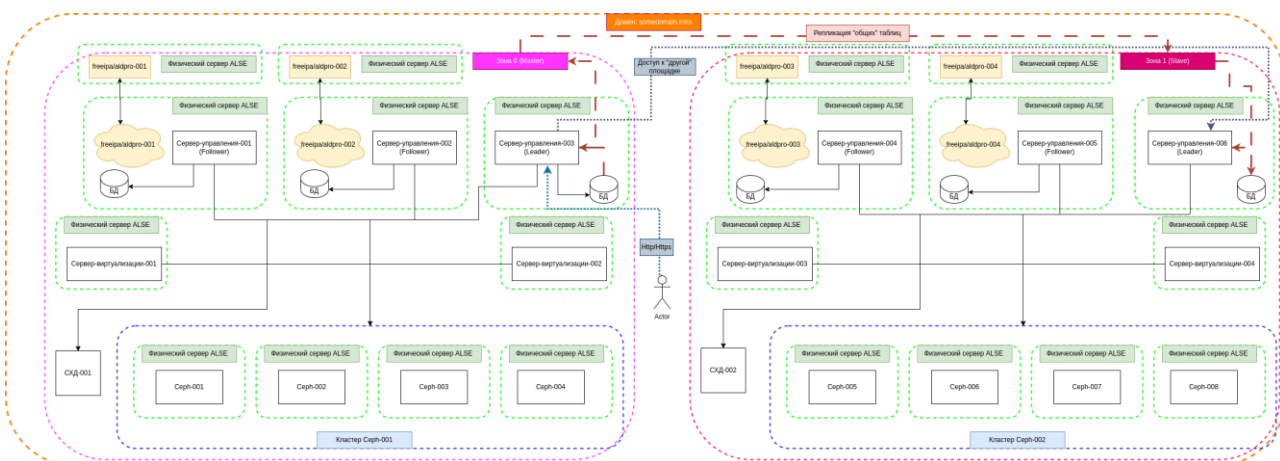 Домен: somedomain.intra
Репликация "общих" таблиц
freeipa/aldpro-001
Физический сервер ALSE
freeipa/aldpro-002
Физический сервер ALSE
Зона 0 (Master)
Доступ к "другой"
площадке
freeipa/aldpro-003
Физический сервер ALSE
freeipa/aldpro-004
Физический сервер ALSE
Зона 1 (Slave)
Физический сервер ALSE
Физический сервер ALSE
Физический сервер ALSE
Физический сервер ALSE
Физический сервер ALSE
Физический сервер ALSE
freeipa/aldpro-001
Сервер-управления-001
(Follower)
freeipa/aldpro-002
Сервер-управления-002
(Follower)
Сервер-управления-003
(Leader)
freeipa/aldpro-003
Сервер-управления-004
(Follower)
freeipa/aldpro-004
Сервер-управления-005
(Follower)
Сервер-управления-006
(Leader)
БД
БД
БД
БД
БД
БД
Физический сервер ALSE
Физический сервер ALSE
Физический сервер ALSE
Физический сервер ALSE
Http/Https
Сервер-виртуализации-001
Сервер-виртуализации-002
Сервер-виртуализации-003
Сервер-виртуализации-004
Actor
Физический сервер ALSE
Физический сервер ALSE
Физический сервер ALSE
Физический сервер ALSE
Физический сервер ALSE
Физический сервер ALSE
Физический сервер ALSE
Физический сервер ALSE
СХД-001
Ceph-001
Ceph-002
Ceph-003
Ceph-004
СХД-002
Ceph-005
Ceph-006
Ceph-007
Ceph-008
Кластер Ceph-001
Кластер Ceph-002